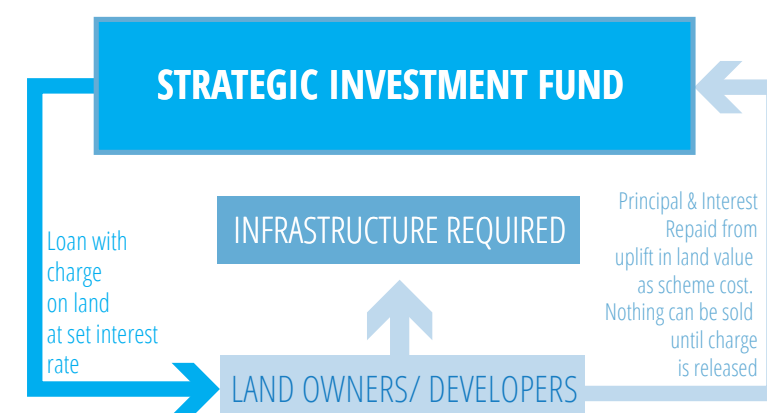 STRATEGIC INVESTMENT FUND
INFRASTRUCTURE REQUIRED
Loan with
charge
on land
at set interest
rate
Principal & Interest
Repaid from
uplift in land value
as scheme cost.
Nothing can be sold
until charge
is released
LAND OWNERS/ DEVELOPERS